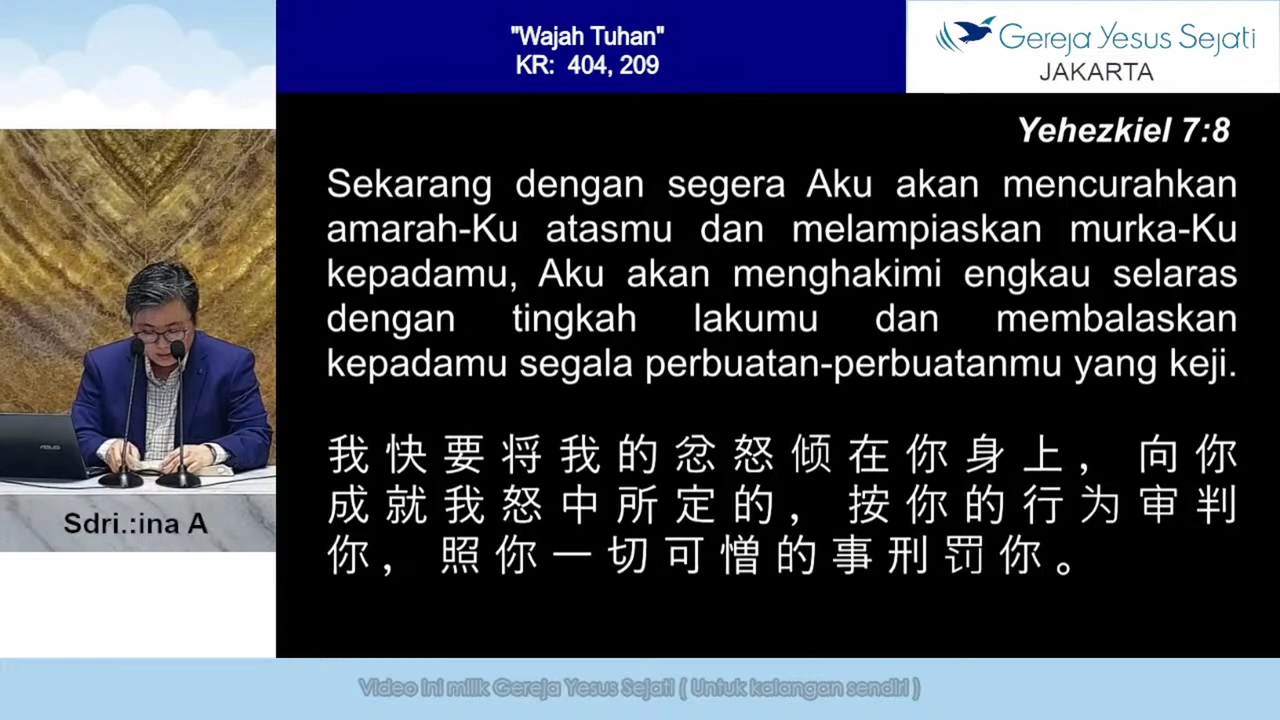 "Wajah Tuhan"
KR: 404, 209
Gereja Yesus Sejati
JAKARTA
Yehezkiel 7:8
Sekarang dengan segera Aku akan mencurahkan
amarah-Ku atasmu dan melampiaskan murka-Ku
kepadamu, Aku akan menghakimi engkau selaras
dengan tingkah lakumu dan membalaskan
kepadamu segala perbuatan-perbuatanmu yang keji.
我快要将我的忿怒倾在你身上，向你
成就我怒中所定的，按你的行为审判
你，照你一切可憎的事刑罚你。
ASUS
Sdri.:ina A
Video ini milik Gereja Yesus Sejati ( Untuk kalangan sendiri )